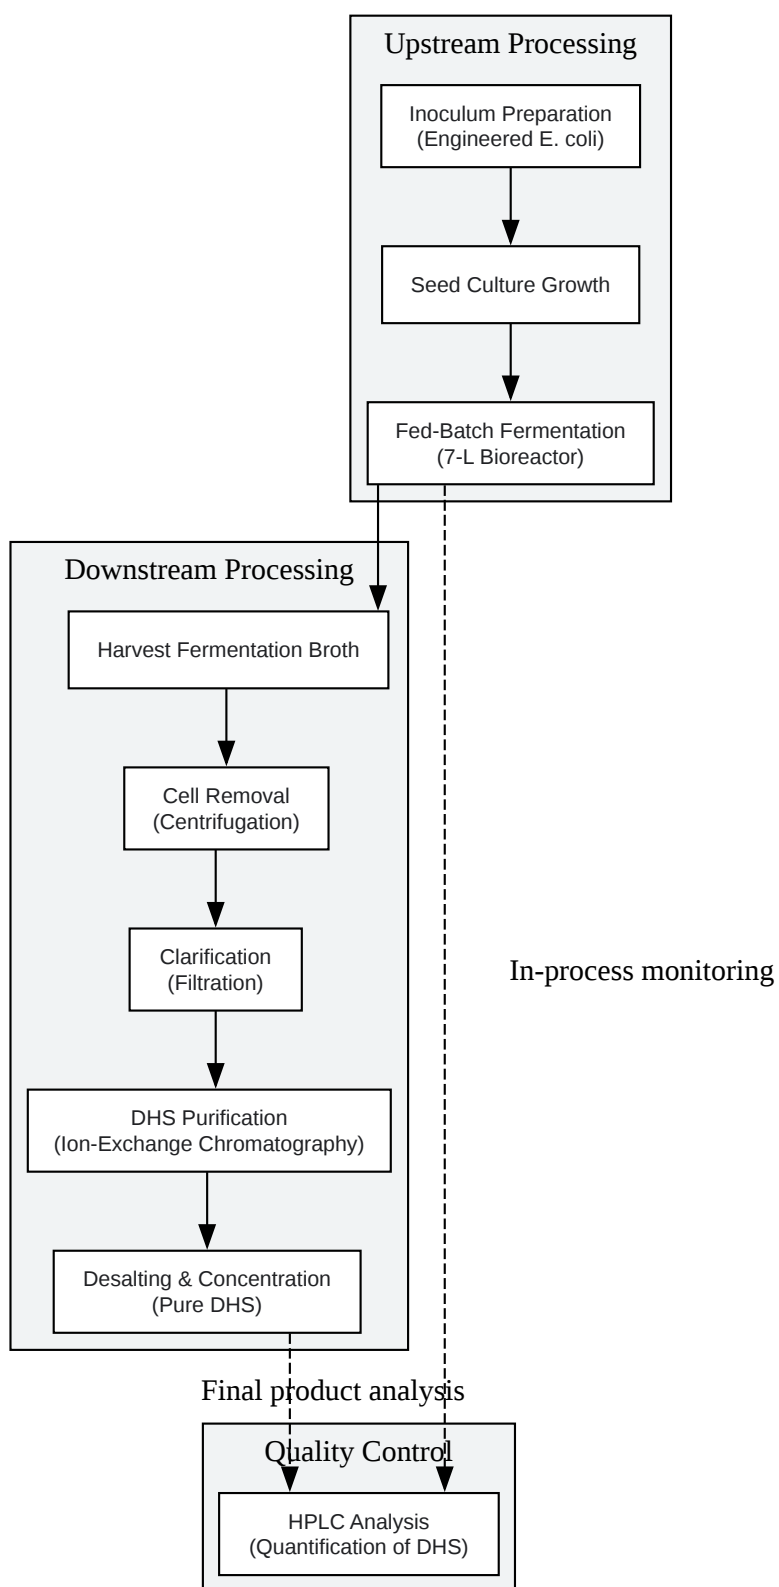 Upstream Processing
Inoculum Preparation
(Engineered E. coli)
Seed Culture Growth
Fed-Batch Fermentation
(7-L Bioreactor)
Downstream Processing
Harvest Fermentation Broth
Cell Removal
(Centrifugation)
Clarification
(Filtration)
In-process monitoring
DHS Purification
(Ion-Exchange Chromatography)
Desalting & Concentration
(Pure DHS)
Final product analysis
Quality Control
HPLC Analysis
(Quantification of DHS)